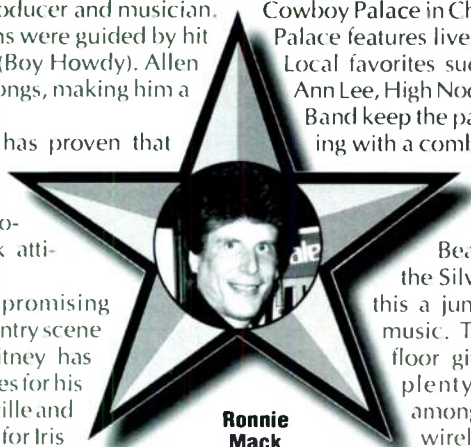 oducer and musician.
ns were guided by hit
(Boy Howdy). Allen
ongs, making him a
has proven that
o-
k atti-
promising
ntry scene
itney has
es for his
ville and
for Iris
Cowboy Palace in Ch
Palace features live
Local favorites suc
Ann Lee, High Noo
Band keep the pa
ing with a comb
Bea
the Silv
this a jun
music. T
floor gi
plenty
among
wirel
Ronnie
Mack